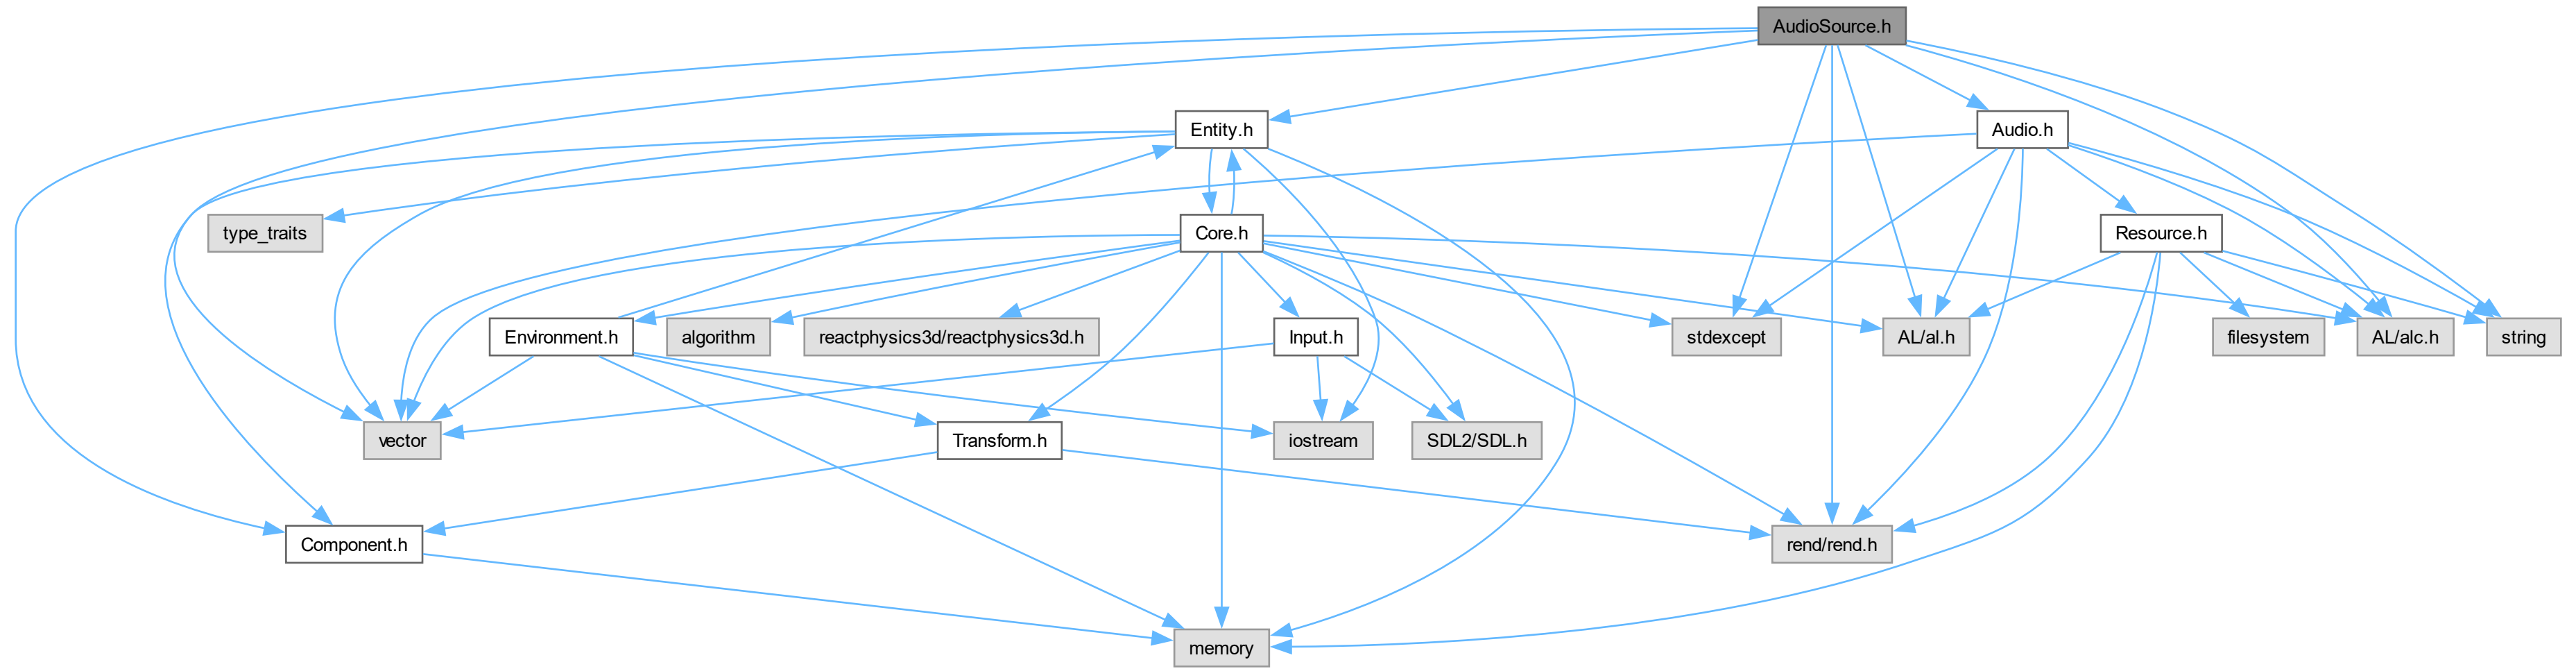 AudioSource.h
Entity.h
Audio.h
type_traits
Core.h
Resource.h
Environment.h
algorithm
reactphysics3d/reactphysics3d.h
Input.h
stdexcept
AL/al.h
filesystem
AL/alc.h
string
vector
Transform.h
iostream
SDL2/SDL.h
Component.h
rend/rend.h
memory